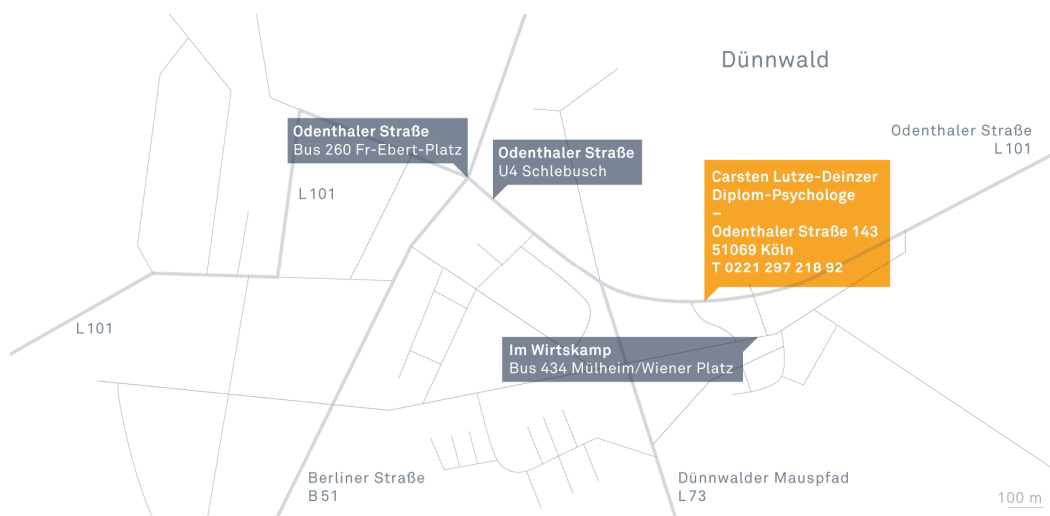 Dünnwald
Odenthaler Straße
Bus 260 Fr-Ebert-Platz
Odenthaler Straße
U4 Schlebusch
Odenthaler Straße
L 101
Carsten Lutze-Deinzer
Diplom-Psychologe
–
Odenthaler Straße 143
51069 Köln
T 0221 297 218 92
L 101
L 101
Im Wirtskamp
Bus 434 Mülheim/Wiener Platz
Berliner Straße
B 51
Dünnwalder Mauspfad
L 73
100 m